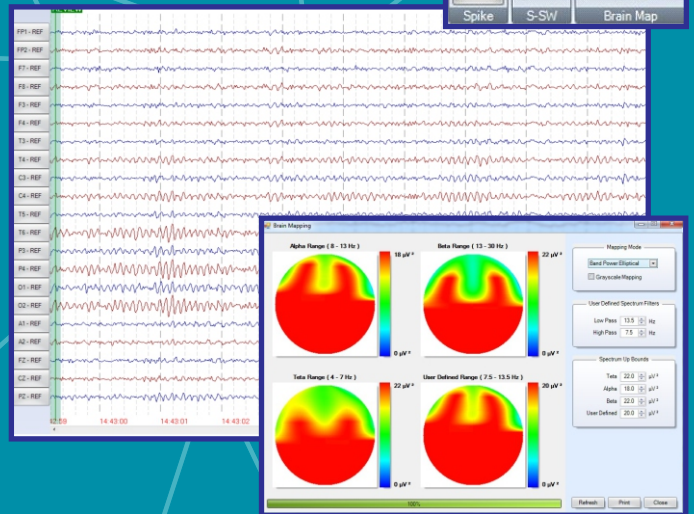 Spike S-SW Brain Map
FP1 - REF
FP2 - REF
F7 - REF
F8 - REF
F3 - REF
F4 - REF
T3 - REF
T4 - REF
C3 - REF
C4 - REF
T5 - REF
T6 - REF
P3 - REF
P4 - REF
O1 - REF
O2 - REF
A1 - REF
A2 - REF
FZ - REF
CZ - REF
PZ - REF
14:43:00 14:43:01 14:43:02
Brain Mapping
Alpha Range ( 8 - 13 Hz )
18 µV²
0 µV²
Beta Range ( 13 - 30 Hz )
22 µV²
0 µV²
Teta Range ( 4 - 7 Hz )
22 µV²
0 µV²
User Defined Range ( 7.5 - 13.5 Hz )
20 µV²
0 µV²
100%
Mapping Mode
Band Power Elliptical
Grayscale Mapping
User Defined Spectrum Filters
Low Pass 13.5 Hz
High Pass 7.5 Hz
Spectrum Up Bounds
Teta 22.0 µV²
Alpha 18.0 µV²
Beta 22.0 µV²
User Defined 20.0 µV²
Refresh Print Close